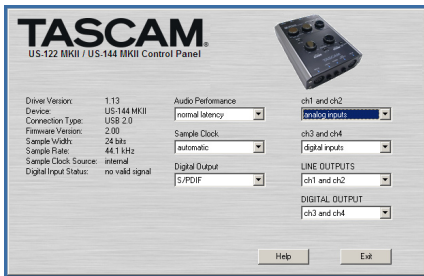 TASCAM.
US-122 MKII / US-144 MKII Control Panel
Driver Version: 1.13
Device: US-144 MKII
Connection Type: USB 2.0
Firmware Version: 2.00
Sample Width: 24 bits
Sample Rate: 44.1 kHz
Sample Clock Source: internal
Digital Input Status: no valid signal
Audio Performance
normal latency
Sample Clock
automatic
Digital Output
S/PDIF
ch1 and ch2
analog inputs
ch3 and ch4
digital inputs
LINE OUTPUTS
ch1 and ch2
DIGITAL OUTPUT
ch3 and ch4
Help
Exit